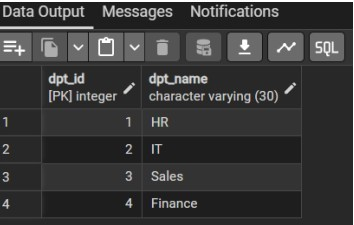 Data Output Messages Notifications
SQL
dpt_id dpt_name
[PK] integer character varying (30)
1 1 HR
2 2 IT
3 3 Sales
4 4 Finance